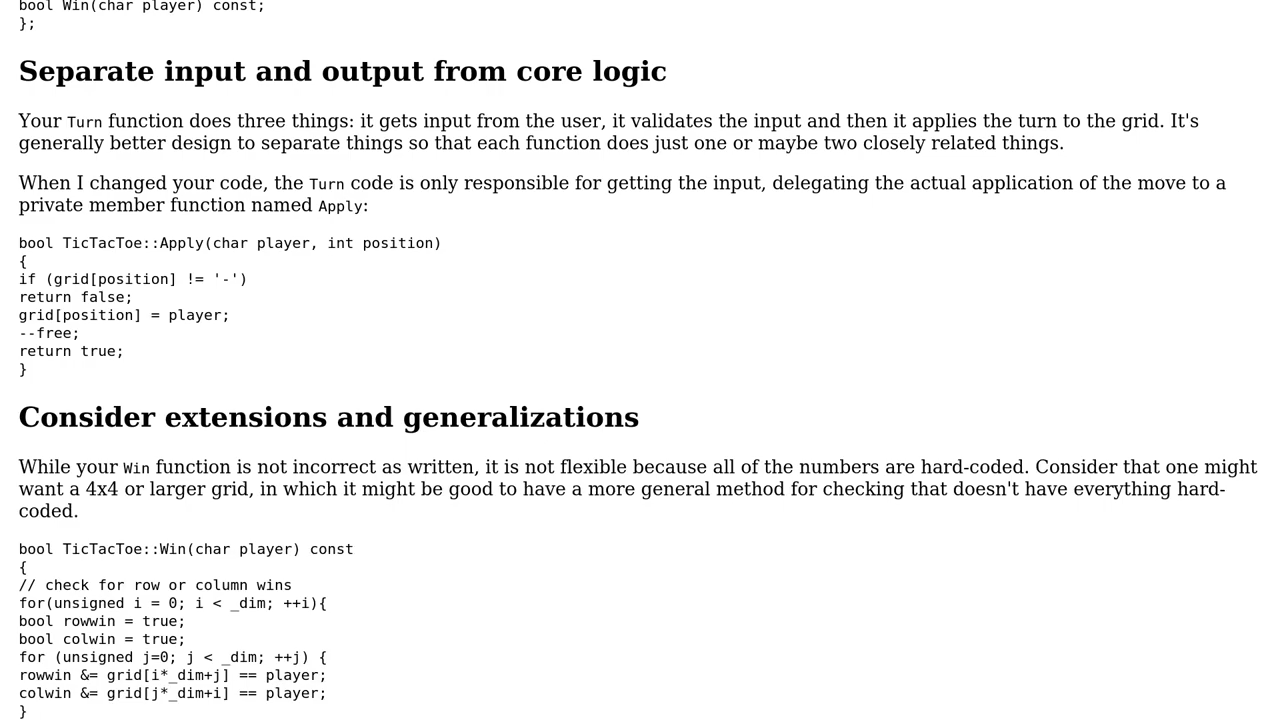 bool Win(char player) const;
};
Separate input and output from core logic
Your Turn function does three things: it gets input from the user, it validates the input and then it applies the turn to the grid. It's
generally better design to separate things so that each function does just one or maybe two closely related things.
When I changed your code, the Turn code is only responsible for getting the input, delegating the actual application of the move to a
private member function named Apply:
bool TicTacToe::Apply(char player, int position)
{
if (grid[position] != '-')
return false;
grid[position] = player;
--free;
return true;
}
Consider extensions and generalizations
While your Win function is not incorrect as written, it is not flexible because all of the numbers are hard-coded. Consider that one might
want a 4x4 or larger grid, in which it might be good to have a more general method for checking that doesn't have everything hard-
coded.
bool TicTacToe::Win(char player) const
{
// check for row or column wins
for(unsigned i = 0; i < _dim; ++i){
bool rowwin = true;
bool colwin = true;
for (unsigned j=0; j < _dim; ++j) {
rowwin &= grid[i*_dim+j] == player;
colwin &= grid[j*_dim+i] == player;
}